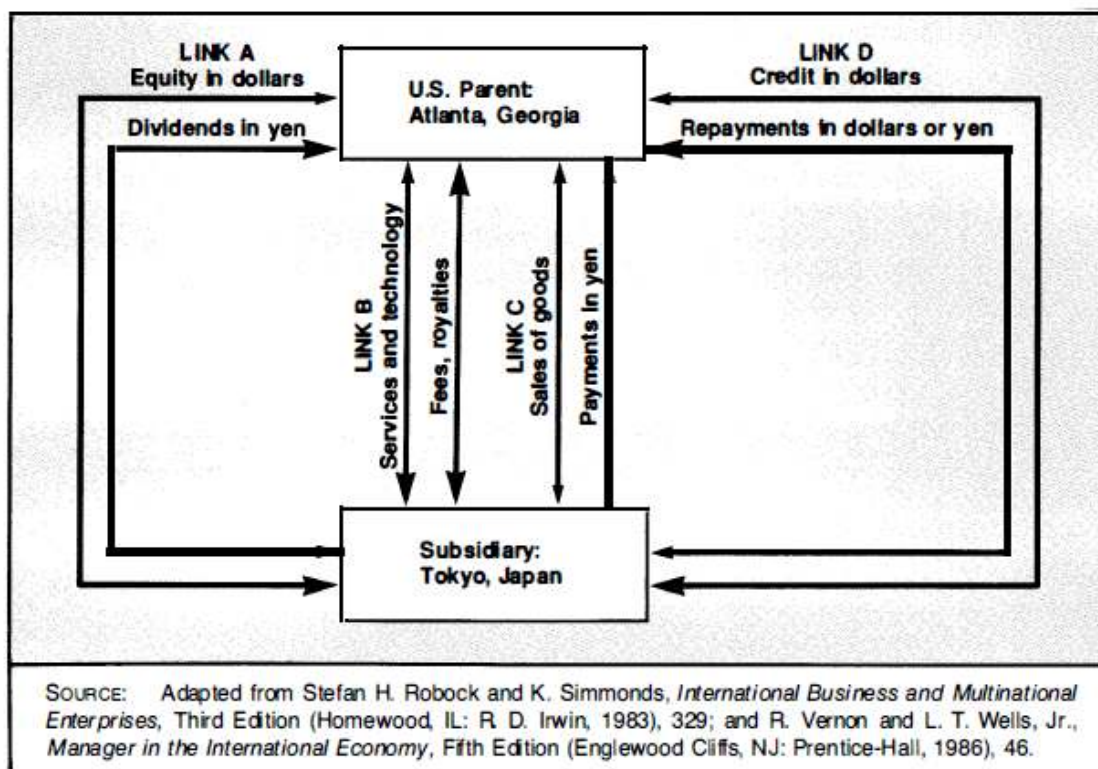 LINK A
Equity in dollars
Dividends in yen
U.S. Parent:
Atlanta, Georgia
LINK D
Credit in dollars
Repayments in dollars or yen
LINK B
Services and technology
Fees, royalties
LINK C
Sales of goods
Payments in yen
Subsidiary:
Tokyo, Japan
SOURCE: Adapted from Stefan H. Robock and K. Simmonds, International Business and Multinational
Enterprises, Third Edition (Homewood, IL: R. D. Irwin, 1983), 329; and R. Vernon and L. T. Wells, Jr.,
Manager in the International Economy, Fifth Edition (Englewood Cliffs, NJ: Prentice-Hall, 1986), 46.